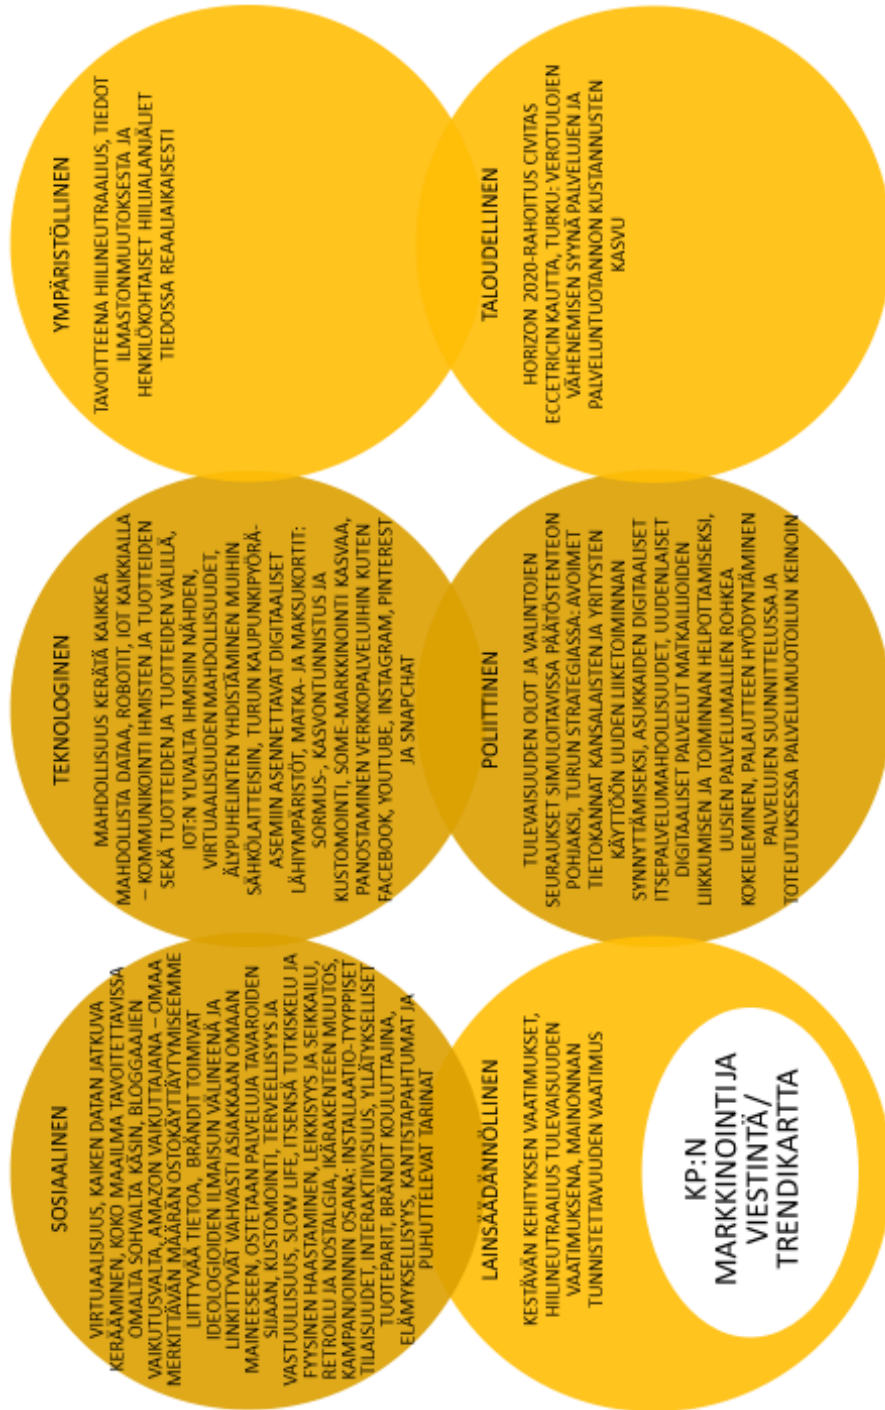 SOSIAALINEN
VIRTUAALISUUS, KAIKEN DATAN JATKUVA
KERÄÄMINEN, KOKO MAAILMA TAVOITETTAVISSA
OMALTA SOHVALTA KÄSIN, BLOGGAAJIEN
VAIKUTUSVALTA, AMAZON VAIKUTTAJANA – OMAA
MERKITTÄVÄN MÄÄRÄN OSTOKÄYTTÄYTYMISEEMME
LIITTYVÄÄ TIETOA, BRÄNDIT TOIMIVAT
IDEOLOGIOIDEN ILMAISUN VÄLINEENÄ JA
LINKITTYVÄT VAHVASTI ASIAKKAAN OMAAN
MAINEESEEN, OSTETAAN PALVELUJA TAVAROIDEN
SIJAAN, KUSTOMOINTI, TERVEELLISYYS JA
VASTUULLISUUS, SLOW LIFE, ITSENSÄ TUTKISKELU JA
FYYSINEN HAASTAMINEN, LEIKKISYYS JA SEIKKAILU,
RETROILU JA NOSTALGIA, IKÄRAKENTEEN MUUTOS,
KAMPANJOINNIN OSANA: INSTALLAATIO-TYYPPISET
TILAISUUDET, INTERAKTIIVISUUS, YLLÄTYKSELLISET
TUOTEPARIT, BRÄNDIT KOULUTTAJINA,
ELÄMYKSELLISYYS, KANTISTAPAHTUMAT JA
PUHUTTELEVAT TARINAT
TEKNOLOGINEN
MAHDOLLISUUS KERÄTÄ KAIKKEA
MAHDOLLISTA DATAA, ROBOTIT, IOT KAIKKIALLA
– KOMMUNIKOINTI IHMISTEN JA TUOTTEIDEN
SEKÄ TUOTTEIDEN JA TUOTTEIDEN VÄLILLÄ,
IOT:N YLIVALTA IHMISIIN NÄHDEN,
VIRTUAALISUUDEN MAHDOLLISUUDET,
ÄLYPUHELINTEN YHDISTÄMINEN MUIHIN
SÄHKÖLAITTEISIIN, TURUN KAUPUNKIPYÖRÄ-
ASEMIIN ASENNETTAVAT DIGITAALISET
LÄHIYMPÄRISTÖT, MATKA- JA MAKSUKORTIT:
SORMUS-, KASVONTUNNISTUS JA
KUSTOMOINTI, SOME-MARKKINOINTI KASVAA,
PANOSTAMINEN VERKKOPALVELUIHIN KUTEN
FACEBOOK, YOUTUBE, INSTAGRAM, PINTEREST
JA SNAPCHAT
YMPÄRISTÖLLINEN
TAVOITTEENA HIILINEUTRAALIUS, TIEDOT
ILMASTONMUUTOKSESTA JA
HENKILÖKOHTAISET HIILIJALANJÄLJET
TIEDOSSA REAALIAIKAISESTI
LAINSÄÄDÄNNÖLLINEN
KESTÄVÄN KEHITYKSEN VAATIMUKSET,
HIILINEUTRAALIUS TULEVAISUUDEN
VAATIMUKSENA, MAINONNAN
TUNNISTETTAVUUDEN VAATIMUS
KP:N
MARKKINOINTIJA
VIESTINTÄ/
TRENDIKARTTA
POLIITTINEN
TULEVAISUUDEN OLOT JA VALINTOJEN
SEURAUKSET SIMULOITAVISSA PÄÄTÖSTENTEON
POHJAKSI, TURUN STRATEGIASSA: AVOIMET
TIETOKANNAT KANSALAISTEN JA YRITYSTEN
KÄYTTÖÖN UUDEN LIIKETOIMINNAN
SYNNYTTÄMISEKSI, ASUKKAIDEN DIGITAALISET
ITSEPALVELUMAHDOLLISUUDET, UUDENLAISET
DIGITAALISET PALVELUT MATKAILIJOIDEN
LIIKKUMISEN JA TOIMINNAN HELPOTTAMISEKSI,
UUSIEN PALVELUMALLIEN ROHKEA
KOKEILEMINEN, PALAUTTEEN HYÖDYNTÄMINEN
PALVELUJEN SUUNNITTELUSSA JA
TOTEUTUKSESSA PALVELUMUOTOILUN KEINOIN
TALOUDELLINEN
HORIZON 2020-RAHOITUS CIVITAS
ECCETRICIN KAUTTA, TURKU: VEROTULOJEN
VÄHENEMISEN SYYNÄ PALVELUJEN JA
PALVELUNTUOTANNON KUSTANNUSTEN
KASVU